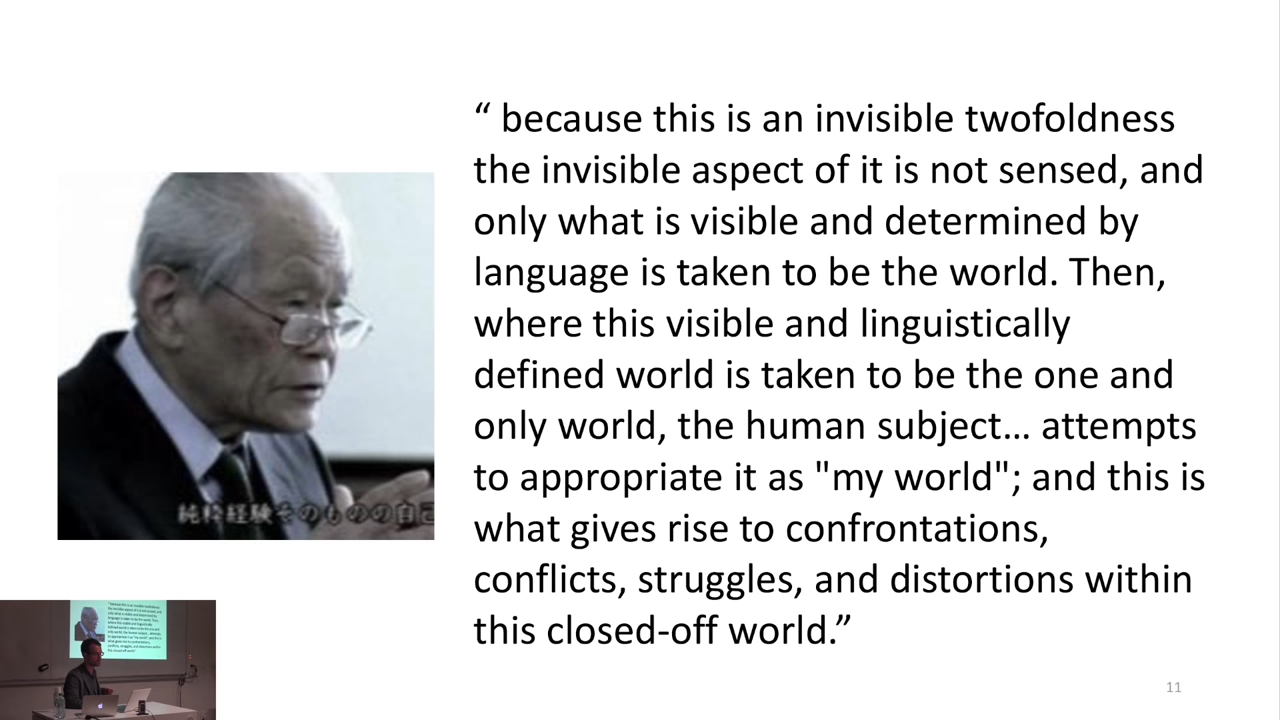 “ because this is an invisible twofoldness
the invisible aspect of it is not sensed, and
only what is visible and determined by
language is taken to be the world. Then,
where this visible and linguistically
defined world is taken to be the one and
only world, the human subject… attempts
to appropriate it as "my world"; and this is
what gives rise to confrontations,
conflicts, struggles, and distortions within
this closed-off world.”
純粋経験そのものの自己
11